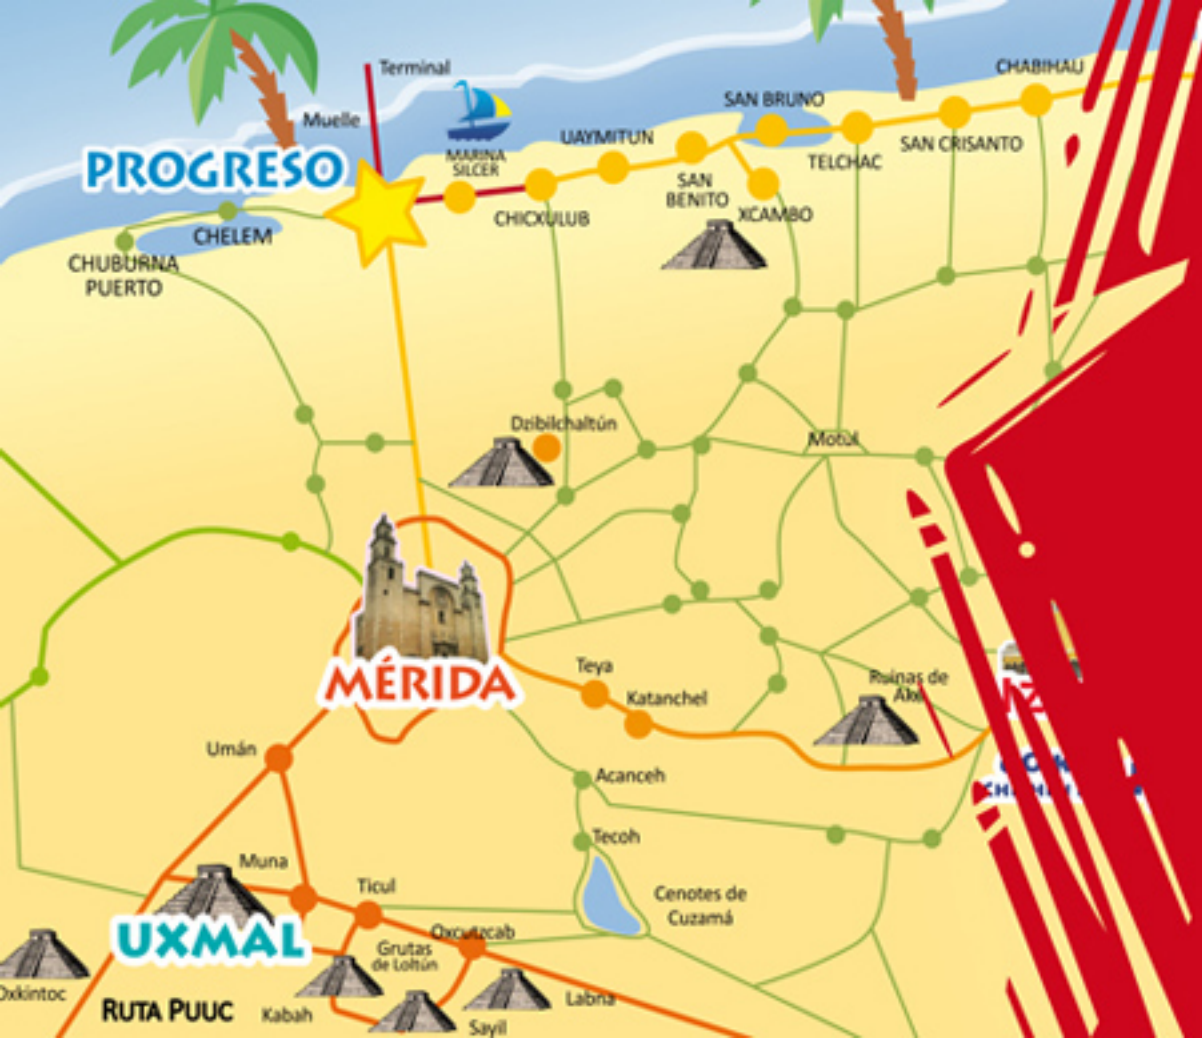 Terminal
Muelle
CHABIHAU
SAN BRUNO
PROGRESO
MARINA
SILCER
UAYMITUN
TELCHAC
SAN CRISANTO
CHICXULUB
SAN
BENITO
XCAMBO
CHELEM
CHUBURNA
PUERTO
Dzibilchaltún
Motul
MÉRIDA
Teya
Katanchel
Ruinas de
Aké
Umán
Acanceh
Tecoh
Muna
Ticul
Cenotes de
Cuzamá
UXMAL
Oxcutzcab
Grutas
de Loltún
Oxkintoc
RUTA PUUC
Kabah
Labna
Sayil